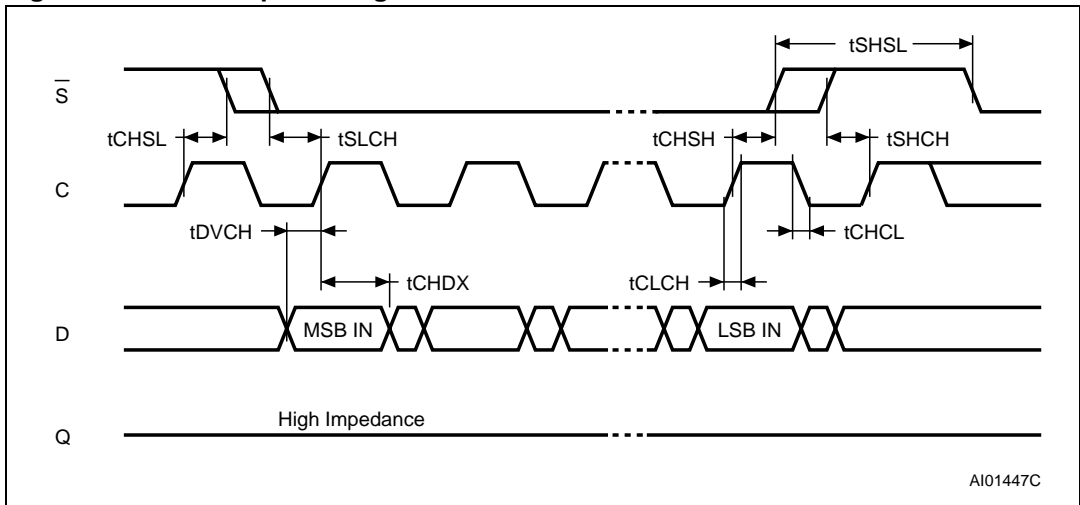 tSHSL
S
tCHSL
tSLCH
tCHSH
tSHCH
C
tDVCH
tCHCL
tCHDX
tCLCH
D
MSB IN
LSB IN
High Impedance
Q
AI01447C